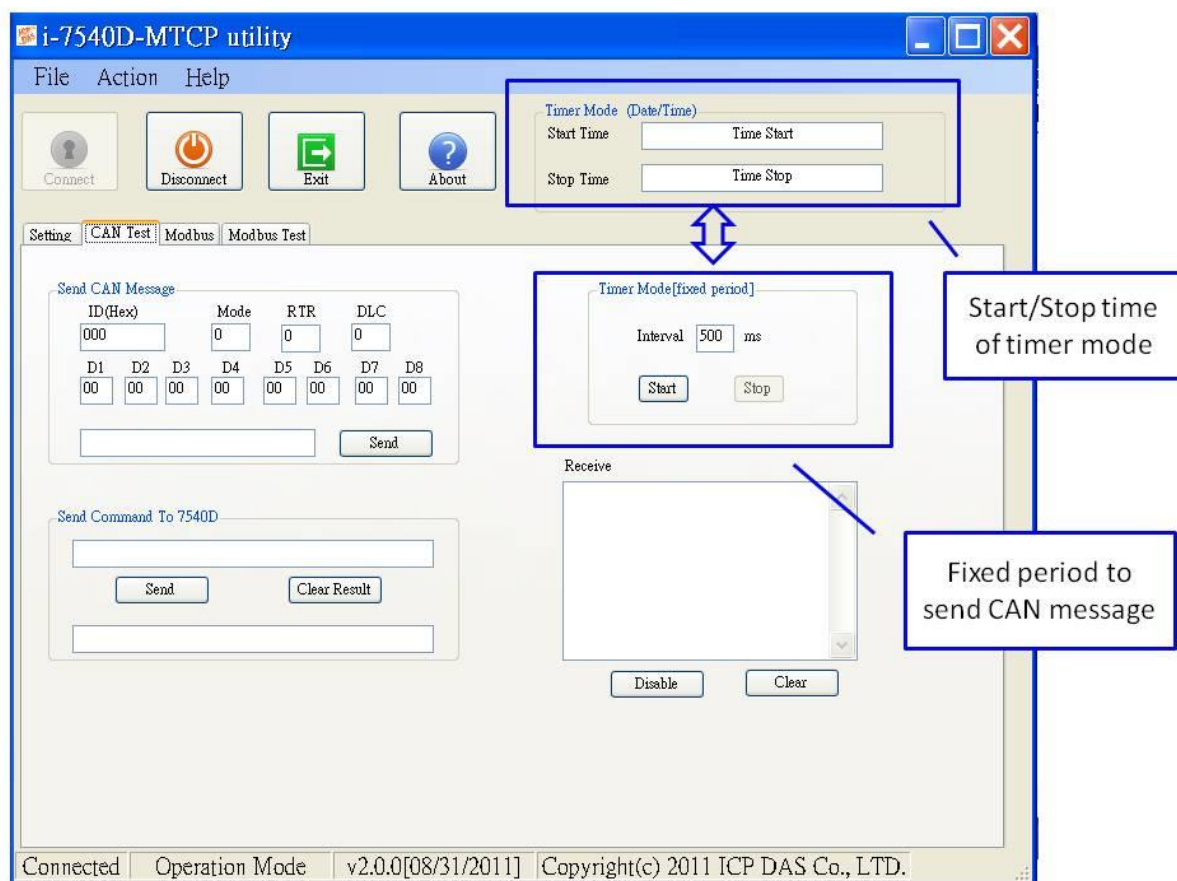 i-7540D-MTCP utility
File Action Help
Connect Disconnect Exit About
Timer Mode (Date/Time)
Start Time Time Start
Stop Time Time Stop
Setting CAN Test Modbus Modbus Test
Send CAN Message
ID(Hex) Mode RTR DLC
000 0 0 0
D1 D2 D3 D4 D5 D6 D7 D8
00 00 00 00 00 00 00 00
Send
Timer Mode[fixed period]
Interval 500 ms
Start Stop
Start/Stop time
of timer mode
Send Command To 7540D
Send Clear Result
Receive
Disable Clear
Fixed period to
send CAN message
Connected Operation Mode v2.0.0[08/31/2011] Copyright(c) 2011 ICP DAS Co., LTD.